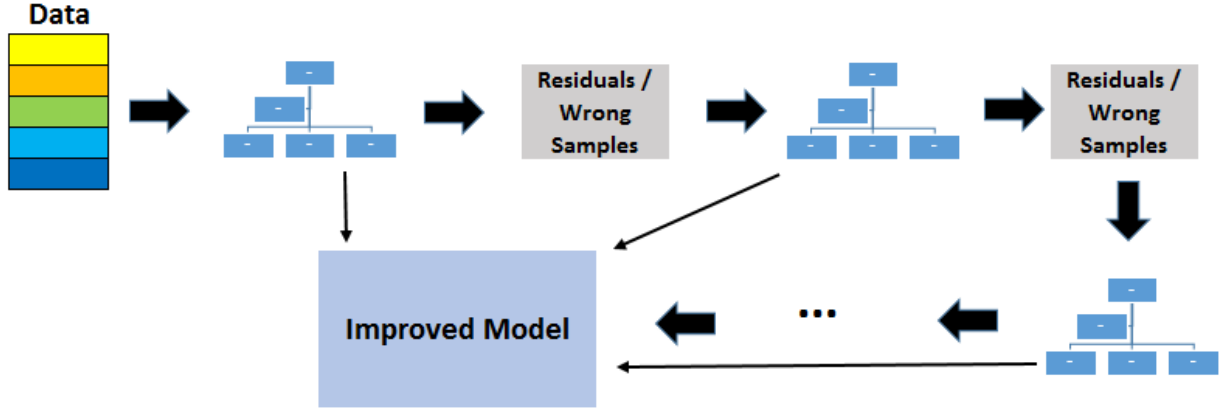 Data
-
-
-
-
-
Residuals /
Wrong
Samples
-
-
-
-
-
Residuals /
Wrong
Samples
Improved Model
...
-
-
-
-
-